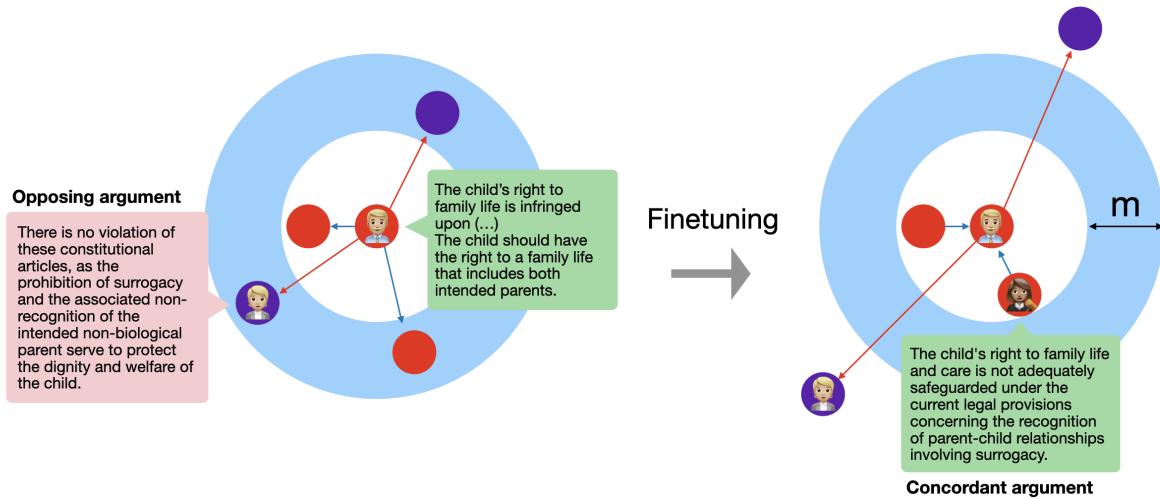 Opposing argument
There is no violation of
these constitutional
articles, as the
prohibition of surrogacy
and the associated non-
recognition of the
intended non-biological
parent serve to protect
the dignity and welfare of
the child.
The child’s right to
family life is infringed
upon (...)
The child should have
the right to a family life
that includes both
intended parents.
Finetuning
m
The child's right to family life
and care is not adequately
safeguarded under the
current legal provisions
concerning the recognition
of parent-child relationships
involving surrogacy.
Concordant argument